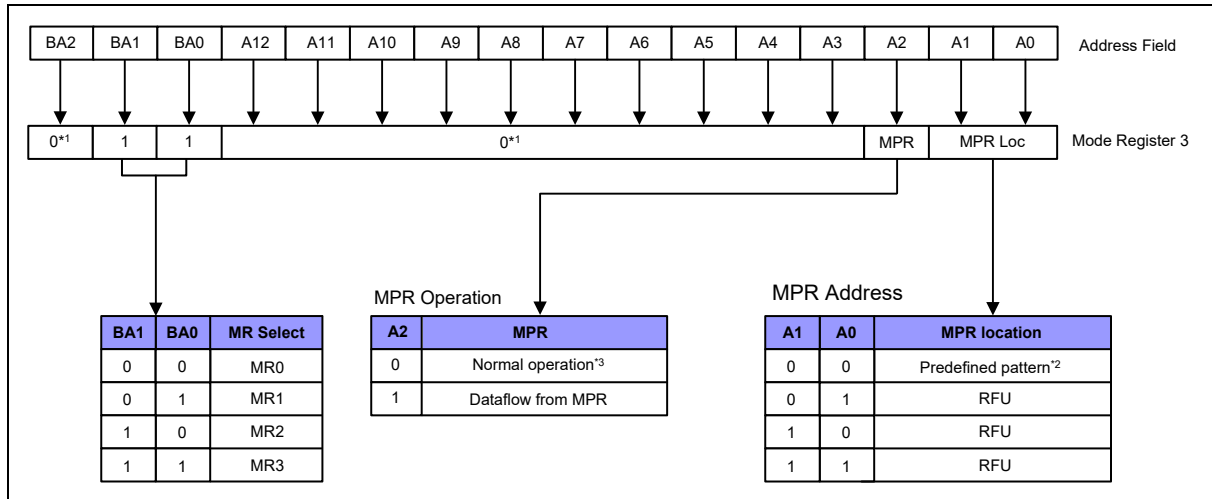 BA2 BA1 BA0 A12 A11 A10 A9 A8 A7 A6 A5 A4 A3 A2 A1 A0 Address Field
0*1 1 1 0*1 MPR MPR Loc Mode Register 3
MPR Operation
MPR Address
BA1 BA0 MR Select
0 0 MR0
0 1 MR1
1 0 MR2
1 1 MR3
A2 MPR
0 Normal operation*3
1 Dataflow from MPR
A1 A0 MPR location
0 0 Predefined pattern*2
0 1 RFU
1 0 RFU
1 1 RFU